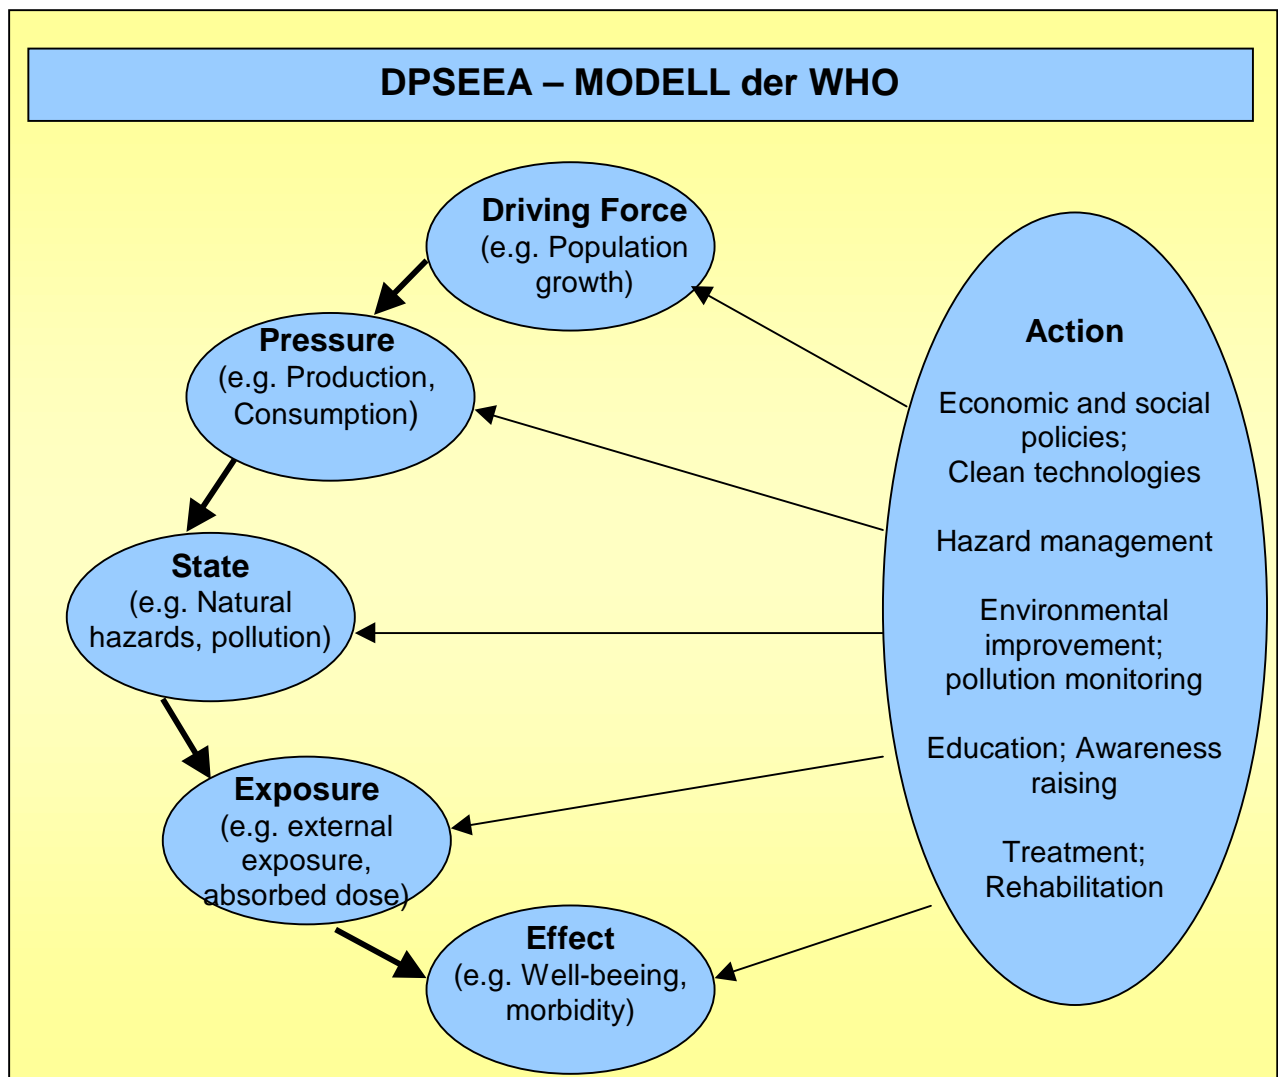 DPSEEA – MODELL der WHO
Driving Force
(e.g. Population
growth)
Pressure
(e.g. Production,
Consumption)
State
(e.g. Natural
hazards, pollution)
Exposure
(e.g. external
exposure,
absorbed dose)
Effect
(e.g. Well-beeing,
morbidity)
Action
Economic and social
policies;
Clean technologies
Hazard management
Environmental
improvement;
pollution monitoring
Education; Awareness
raising
Treatment;
Rehabilitation